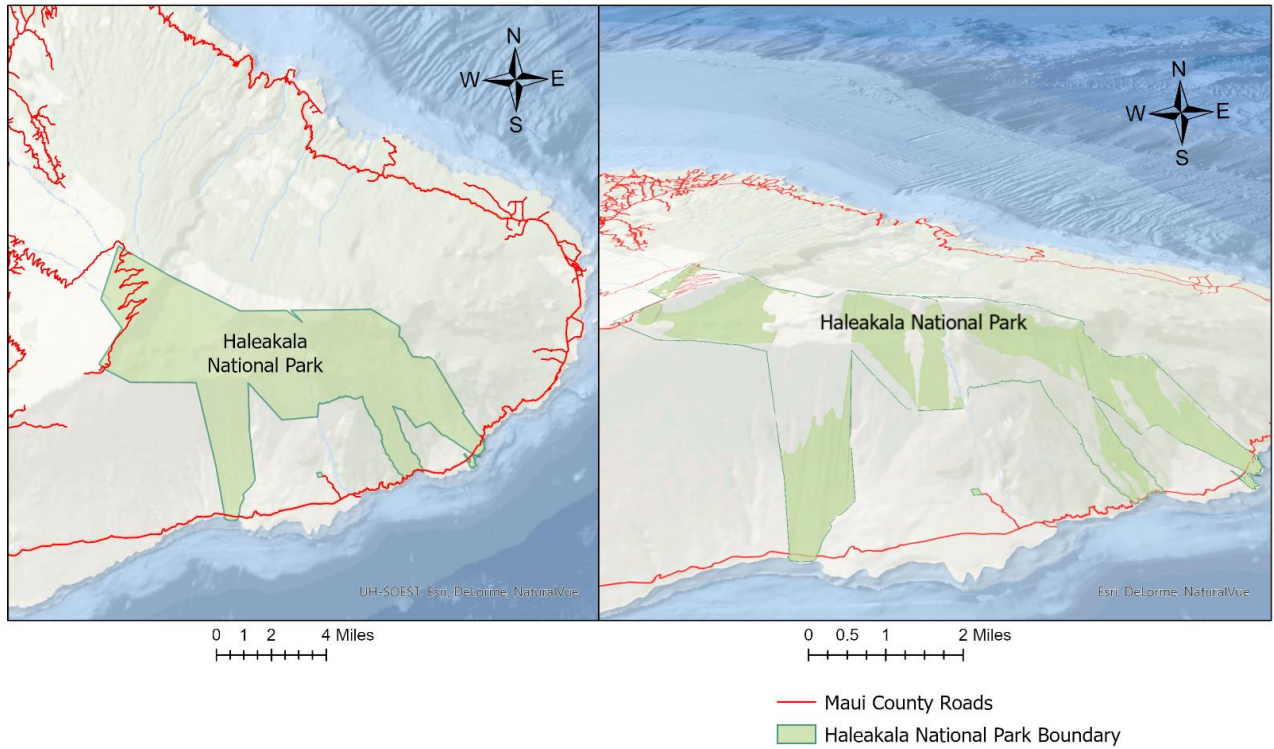 N
W E
S
Haleakala
National Park
UH-SOEST, Esri, DeLorme, NaturalVue
0 1 2 4 Miles
N
W E
S
Haleakala National Park
Esri, DeLorme, NaturalVue
0 0.5 1 2 Miles
Maui County Roads
Haleakala National Park Boundary